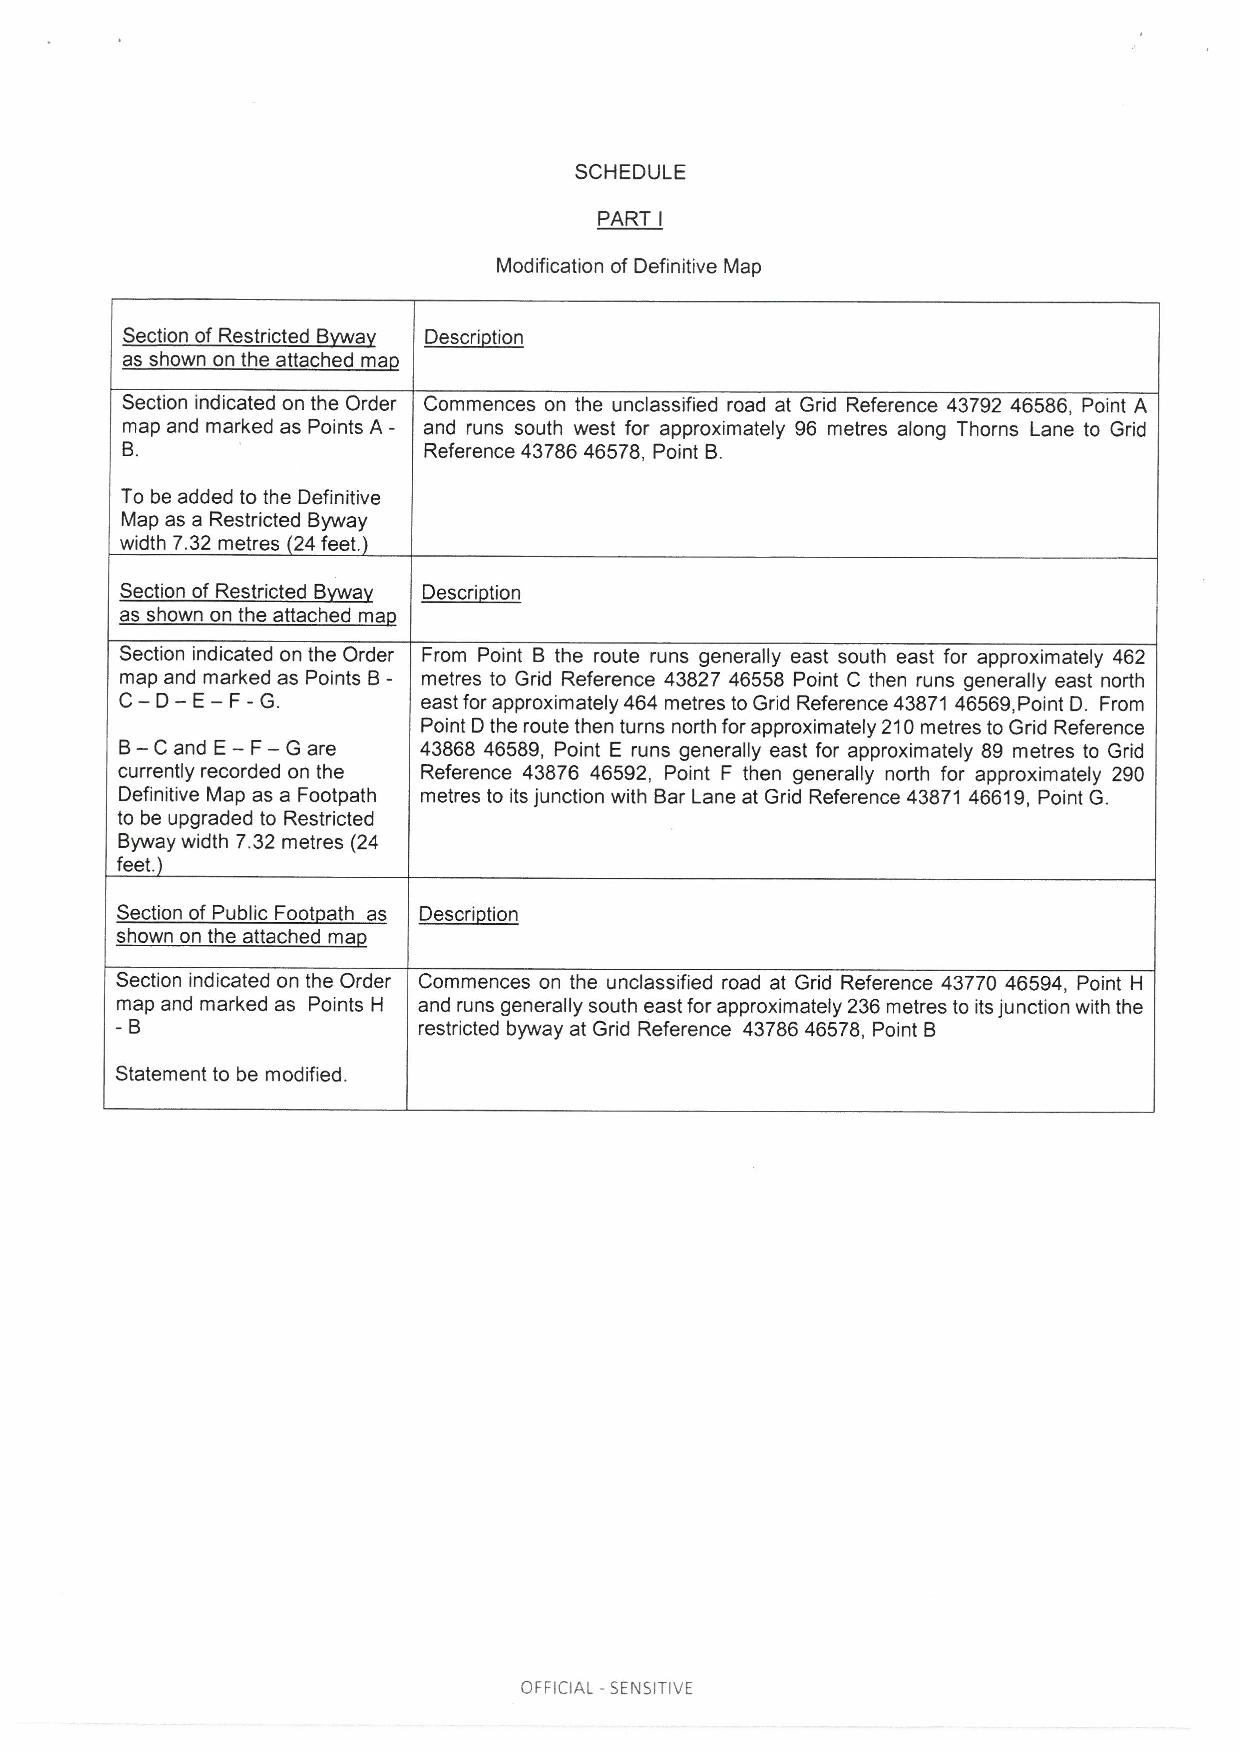 SCHEDULE
PART I
Modification of Definitive Map
Section of Restricted Byway
as shown on the attached map
Description
Section indicated on the Order
map and marked as Points A -
B.
To be added to the Definitive
Map as a Restricted Byway
width 7.32 metres (24 feet.)
Commences on the unclassified road at Grid Reference 43792 46586, Point A
and runs south west for approximately 96 metres along Thorns Lane to Grid
Reference 43786 46578, Point B.
Section of Restricted Byway
as shown on the attached map
Description
Section indicated on the Order
map and marked as Points B -
C – D – E – F - G.
B – C and E – F – G are
currently recorded on the
Definitive Map as a Footpath
to be upgraded to Restricted
Byway width 7.32 metres (24
feet.)
From Point B the route runs generally east south east for approximately 462
metres to Grid Reference 43827 46558 Point C then runs generally east north
east for approximately 464 metres to Grid Reference 43871 46569,Point D. From
Point D the route then turns north for approximately 210 metres to Grid Reference
43868 46589, Point E runs generally east for approximately 89 metres to Grid
Reference 43876 46592, Point F then generally north for approximately 290
metres to its junction with Bar Lane at Grid Reference 43871 46619, Point G.
Section of Public Footpath as
shown on the attached map
Description
Section indicated on the Order
map and marked as Points H
- B
Statement to be modified.
Commences on the unclassified road at Grid Reference 43770 46594, Point H
and runs generally south east for approximately 236 metres to its junction with the
restricted byway at Grid Reference 43786 46578, Point B
OFFICIAL - SENSITIVE